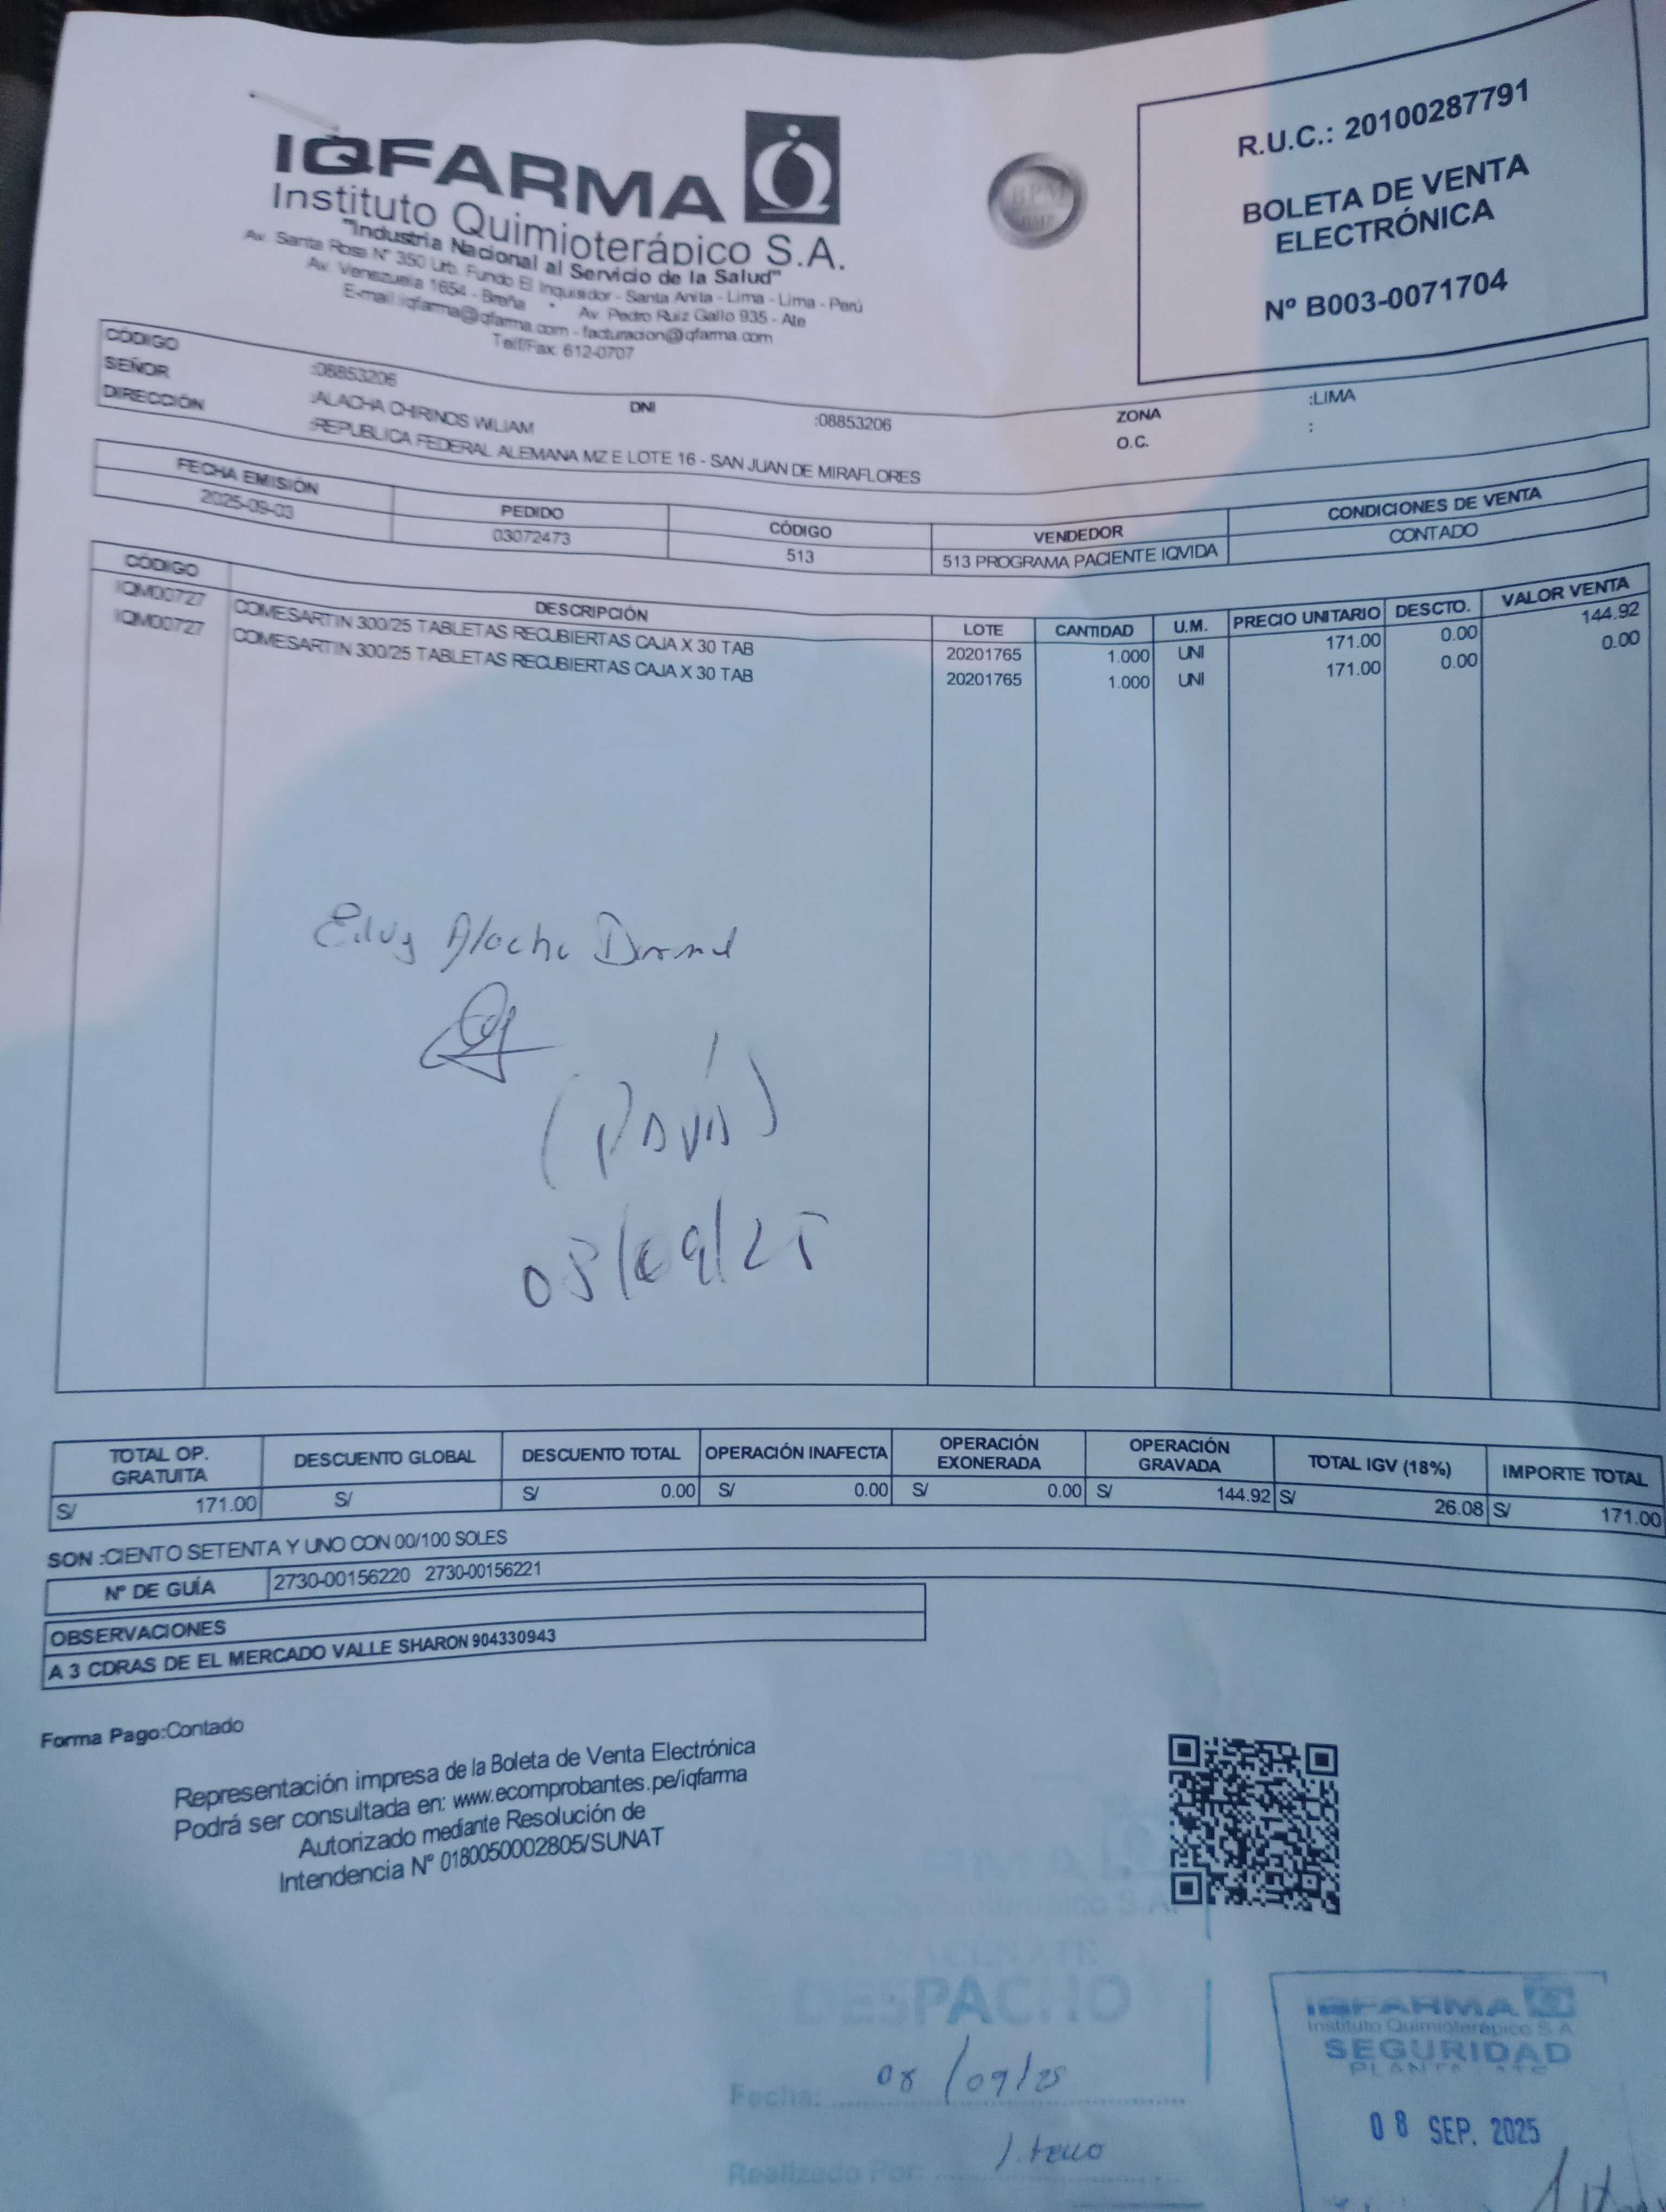 IQFARMA
Instituto Quimioterápico S.A.
"Industria Nacional al Servicio de la Salud"
Av. Santa Rosa N° 350 Urb. Fundo El Inquisidor - Santa Anita - Lima - Lima - Perú
Av. Venezuela 1654 - Breña • Av. Pedro Ruiz Gallo 935 - Ate
E-mail:iqfarma@iqfarma.com - facturacion@iqfarma.com
Telf/Fax: 612-0707
BPM
R.U.C.: 20100287791
BOLETA DE VENTA
ELECTRÓNICA
Nº B003-0071704
CÓDIGO :08853206
SEÑOR :ALACHA CHIRINOS WILIAM DNI :08853206 ZONA :LIMA
DIRECCIÓN :REPUBLICA FEDERAL ALEMANA MZ E LOTE 16 - SAN JUAN DE MIRAFLORES O.C. :
FECHA EMISIÓN PEDIDO CÓDIGO VENDEDOR CONDICIONES DE VENTA
2025-09-03 03072473 513 513 PROGRAMA PACIENTE IQVIDA CONTADO
CÓDIGO DESCRIPCIÓN LOTE CANTIDAD U.M. PRECIO UNITARIO DESCTO. VALOR VENTA
IQM00727 COMESARTIN 300/25 TABLETAS RECUBIERTAS CAJA X 30 TAB 20201765 1.000 UNI 171.00 0.00 144.92
IQM00727 COMESARTIN 300/25 TABLETAS RECUBIERTAS CAJA X 30 TAB 20201765 1.000 UNI 171.00 0.00 0.00
TOTAL OP. GRATUITA DESCUENTO GLOBAL DESCUENTO TOTAL OPERACIÓN INAFECTA OPERACIÓN EXONERADA OPERACIÓN GRAVADA TOTAL IGV (18%) IMPORTE TOTAL
S/ 171.00 S/ S/ 0.00 S/ 0.00 S/ 0.00 S/ 144.92 S/ 26.08 S/ 171.00
SON :CIENTO SETENTA Y UNO CON 00/100 SOLES
Nº DE GUÍA 2730-00156220 2730-00156221
OBSERVACIONES
A 3 CDRAS DE EL MERCADO VALLE SHARON 904330943
Forma Pago:Contado
Representación impresa de la Boleta de Venta Electrónica
Podrá ser consultada en: www.ecomprobantes.pe/iqfarma
Autorizado mediante Resolución de
Intendencia Nº 0180050002805/SUNAT
DESPACHO
Fecha: 08/09/25
Realizado Por: J. Tello
IQFARMA
Instituto Quimioterápico S.A.
SEGURIDAD
PLANTA ATE
08 SEP. 2025